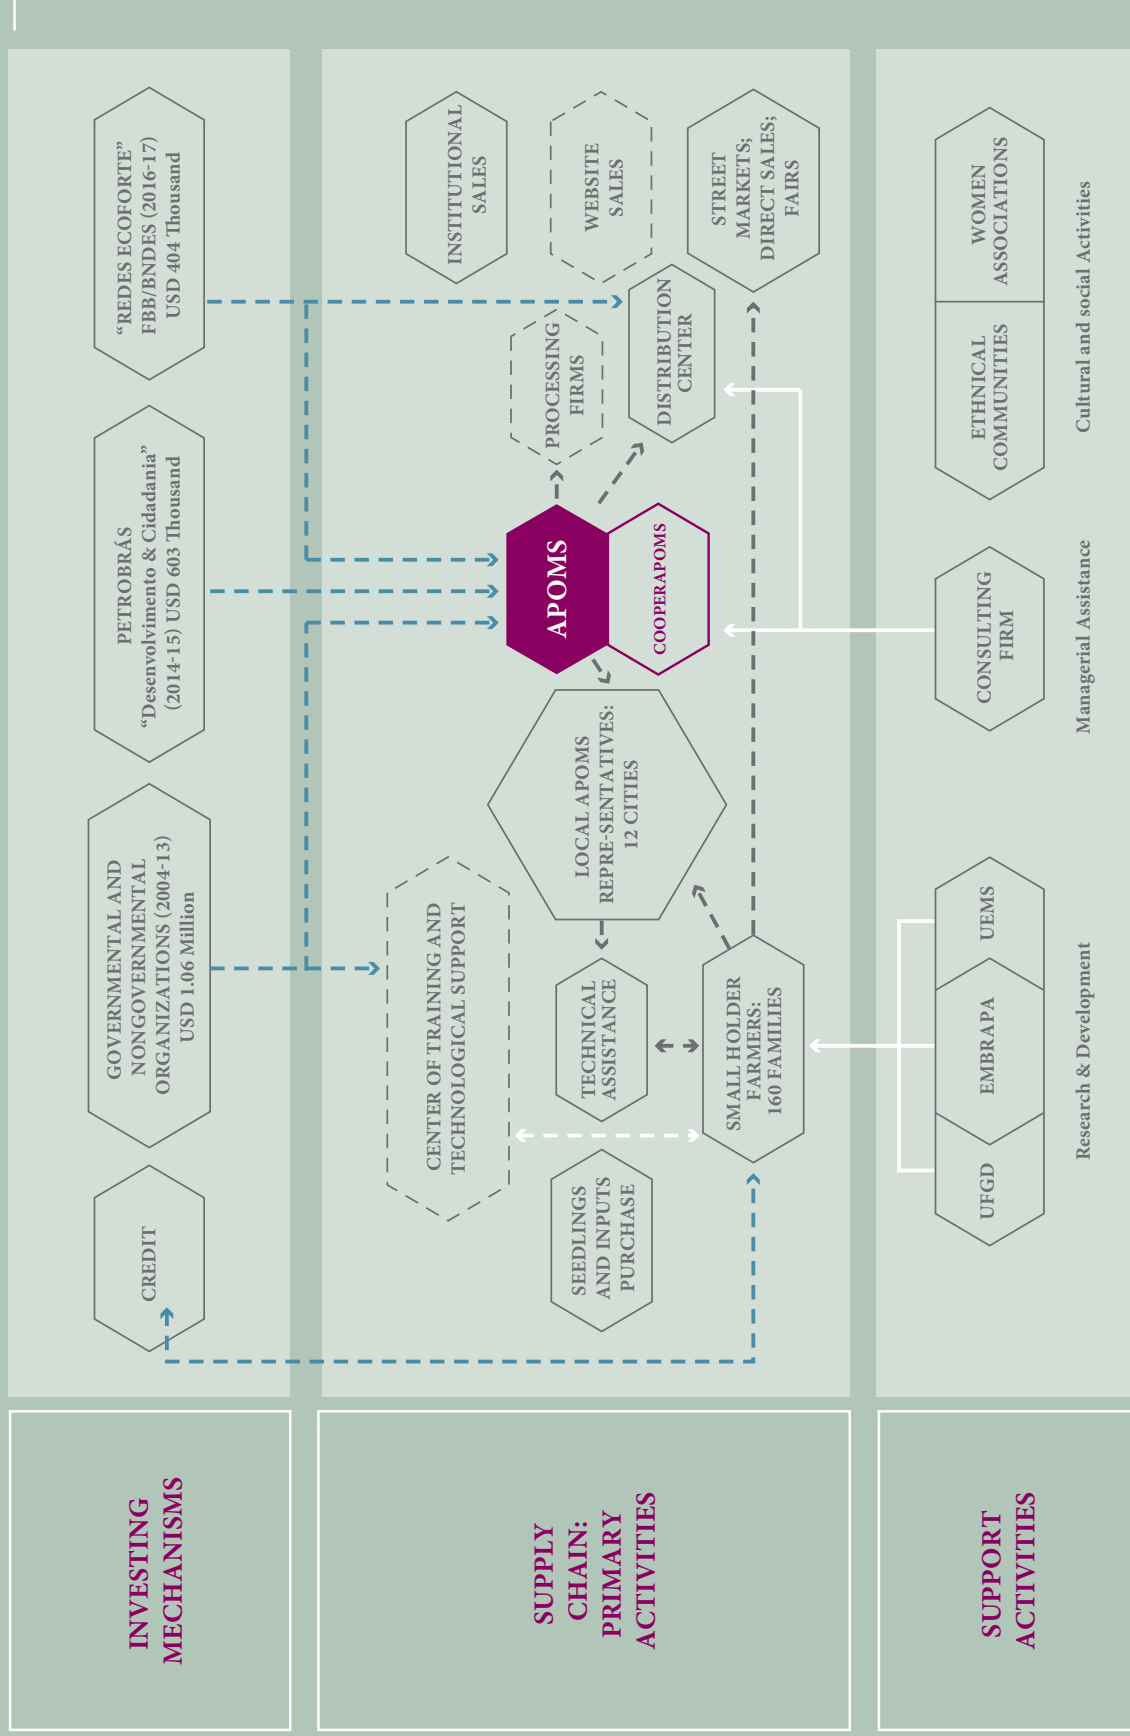 INVESTING
MECHANISMS
CREDIT
GOVERNMENTAL AND
NONGOVERNMENTAL
ORGANIZATIONS (2004-13)
USD 1.06 Million
PETROBRÁS
“Desenvolvimento & Cidadania”
(2014-15) USD 603 Thousand
“REDES ECOFORTE”
FBB/BNDES (2016-17)
USD 404 Thousand
SUPPLY
CHAIN:
PRIMARY
ACTIVITIES
CENTER OF TRAINING AND
TECHNOLOGICAL SUPPORT
SEEDLINGS
AND INPUTS
PURCHASE
TECHNICAL
ASSISTANCE
SMALL HOLDER
FARMERS:
160 FAMILIES
LOCAL APOMS
REPRE-SENTATIVES:
12 CITIES
APOMS
COOPERAPOMS
PROCESSING
FIRMS
DISTRIBUTION
CENTER
INSTITUTIONAL
SALES
WEBSITE
SALES
STREET
MARKETS;
DIRECT SALES;
FAIRS
SUPPORT
ACTIVITIES
UFGD
EMBRAPA
UEMS
Research & Development
CONSULTING
FIRM
Managerial Assistance
ETHNICAL
COMMUNITIES
WOMEN
ASSOCIATIONS
Cultural and social Activities